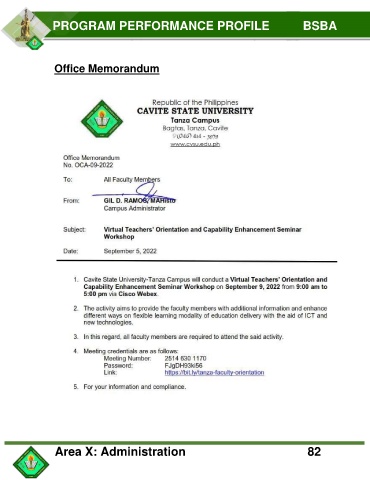 PROGRAM PERFORMANCE PROFILE BSBA
Office Memorandum
Republic of the Philippines
CAVITE STATE UNIVERSITY
Tanza Campus
Bagtas, Tanza, Cavite
www.cvsu.edu.ph
Office Memorandum
No. OCA-09-2022
To: All Faculty Members
From: GIL D. RAMOS, MAHisto
Campus Administrator
Subject: Virtual Teachers' Orientation and Capability Enhancement Seminar
Workshop
Date: September 5, 2022
1. Cavite State University-Tanza Campus will conduct a Virtual Teachers' Orientation and
Capability Enhancement Seminar Workshop on September 9, 2022 from 9:00 am to
5:00 pm via Cisco Webex.
2. The activity aims to provide the faculty members with additional information and enhance
different ways on flexible learning modality of education delivery with the aid of ICT and
new technologies.
3. In this regard, all faculty members are required to attend the said activity.
4. Meeting credentials are as follows:
Meeting Number: 2514 630 1170
Password: FJgDH93ki56
Link: https://bit.ly/tanza-faculty-orientation
5. For your information and compliance.
Area X: Administration 82